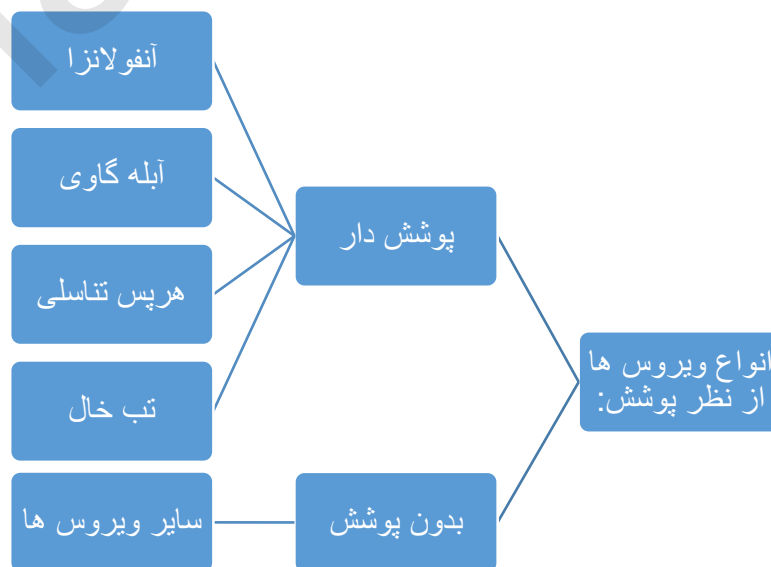 انواع ویروس ها
از نظر پوشش:
پوشش دار
آنفولانزا
آبله گاوی
هرپس تناسلی
تب خال
بدون پوشش
سایر ویروس ها